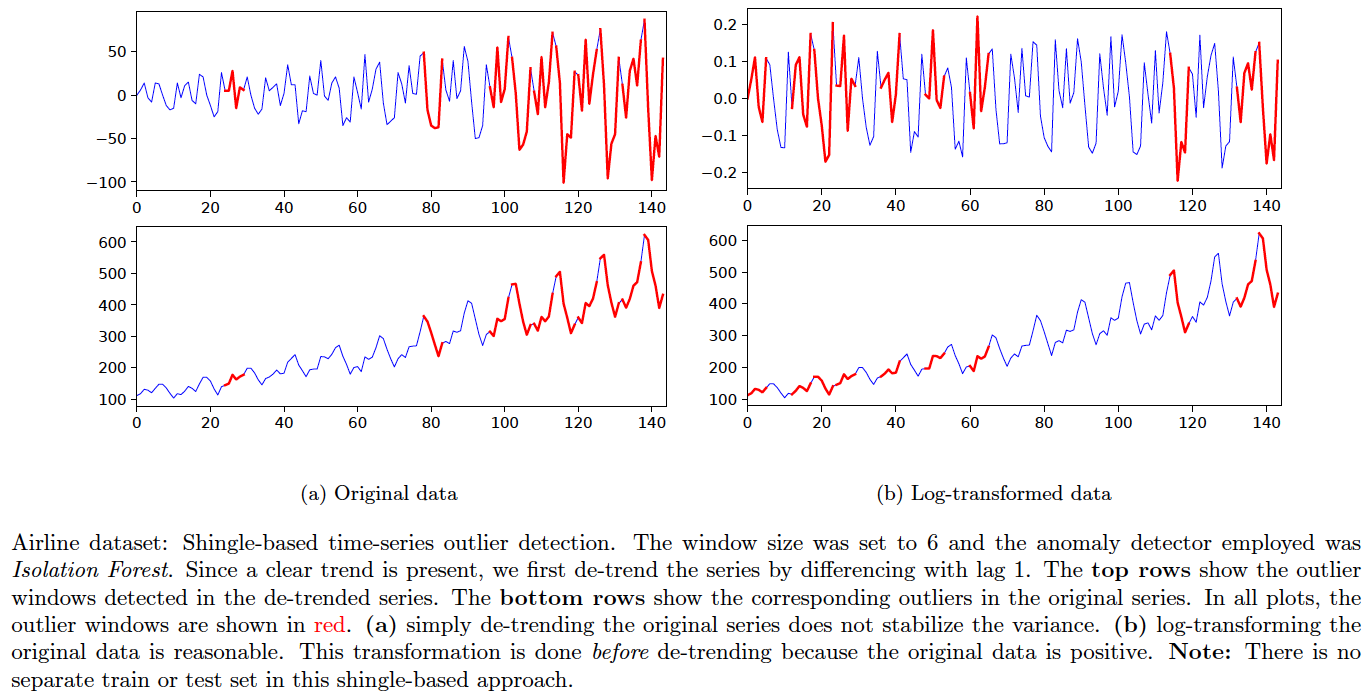 50
0
−50
−100
0 20 40 60 80 100 120 140
600
500
400
300
200
100
0 20 40 60 80 100 120 140
(a) Original data
0.2
0.1
0.0
−0.1
−0.2
0 20 40 60 80 100 120 140
600
500
400
300
200
100
0 20 40 60 80 100 120 140
(b) Log-transformed data
Airline dataset: Shingle-based time-series outlier detection. The window size was set to 6 and the anomaly detector employed was
Isolation Forest. Since a clear trend is present, we first de-trend the series by differencing with lag 1. The top rows show the outlier
windows detected in the de-trended series. The bottom rows show the corresponding outliers in the original series. In all plots, the
outlier windows are shown in red. (a) simply de-trending the original series does not stabilize the variance. (b) log-transforming the
original data is reasonable. This transformation is done before de-trending because the original data is positive. Note: There is no
separate train or test set in this shingle-based approach.